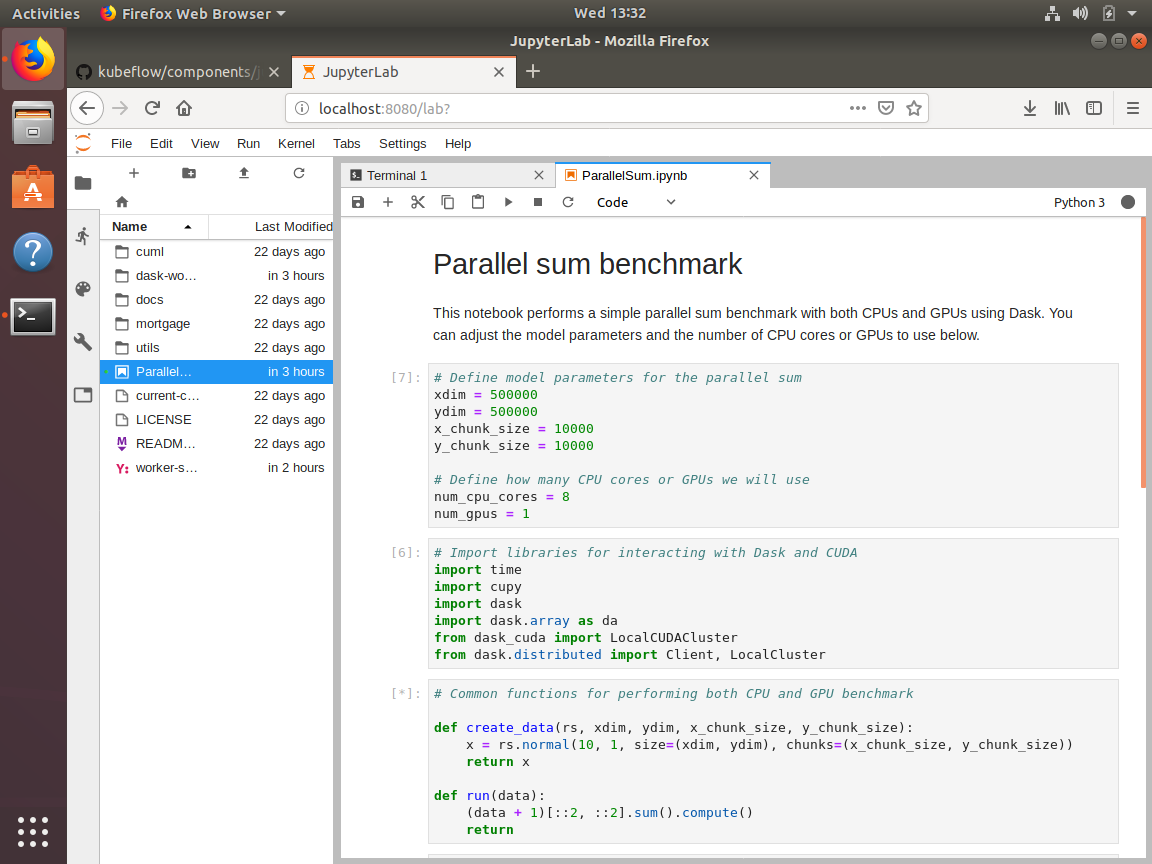 Activities
Firefox Web Browser
Wed 13:32
JupyterLab - Mozilla Firefox
kubeflow/components/j
JupyterLab
localhost:8080/lab?
File Edit View Run Kernel Tabs Settings Help
Name Last Modified
cuml 22 days ago
dask-wo… in 3 hours
docs 22 days ago
mortgage 22 days ago
utils 22 days ago
Parallel… in 3 hours
current-c… 22 days ago
LICENSE 22 days ago
READM… 22 days ago
worker-s… in 2 hours
Terminal 1
ParallelSum.ipynb
Code
Python 3
Parallel sum benchmark
This notebook performs a simple parallel sum benchmark with both CPUs and GPUs using Dask. You
can adjust the model parameters and the number of CPU cores or GPUs to use below.
[7]: # Define model parameters for the parallel sum
xdim = 500000
ydim = 500000
x_chunk_size = 10000
y_chunk_size = 10000
# Define how many CPU cores or GPUs we will use
num_cpu_cores = 8
num_gpus = 1
[6]: # Import libraries for interacting with Dask and CUDA
import time
import cupy
import dask
import dask.array as da
from dask_cuda import LocalCUDACluster
from dask.distributed import Client, LocalCluster
[*]: # Common functions for performing both CPU and GPU benchmark
def create_data(rs, xdim, ydim, x_chunk_size, y_chunk_size):
    x = rs.normal(10, 1, size=(xdim, ydim), chunks=(x_chunk_size, y_chunk_size))
    return x
def run(data):
    (data + 1)[::2, ::2].sum().compute()
    return